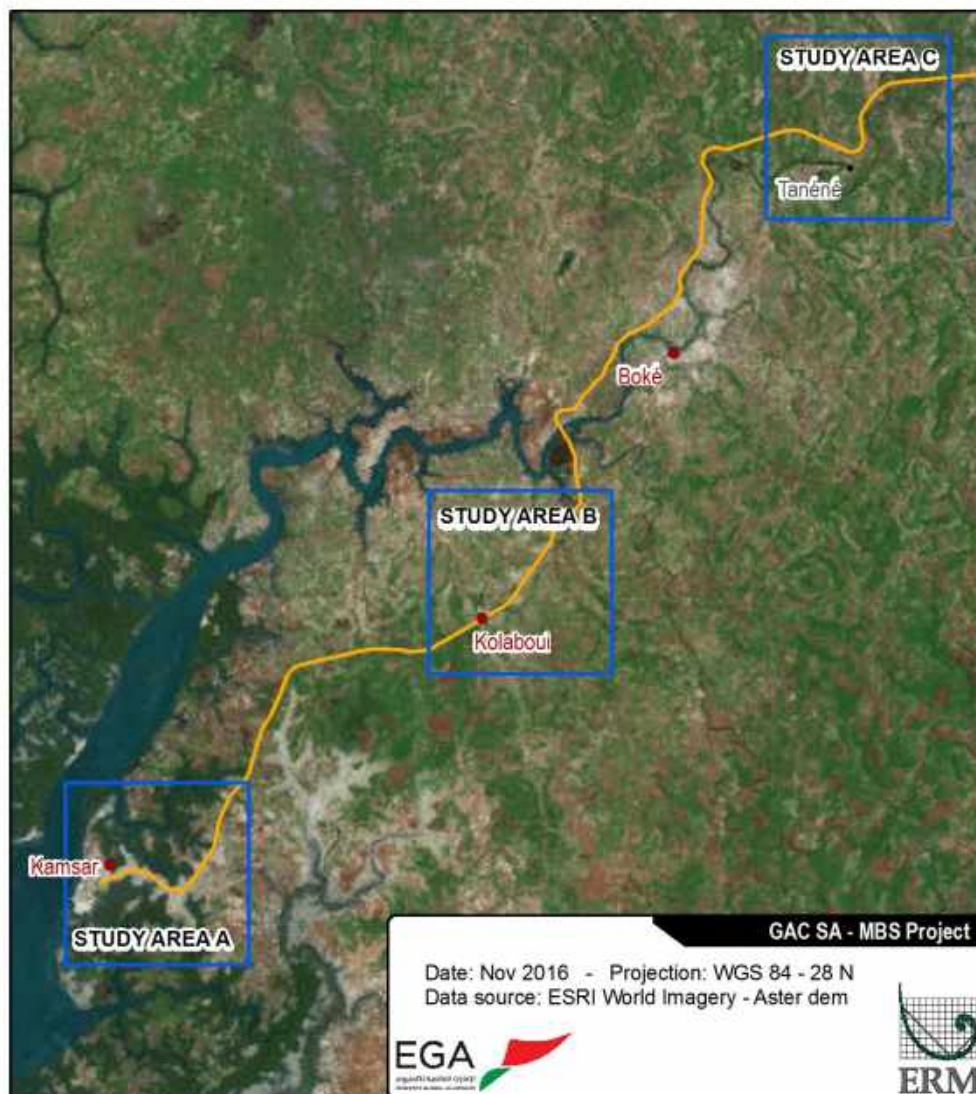 STUDY AREA C
Tanéné
Boké
STUDY AREA B
Kolaboui
Kamsar
STUDY AREA A
GAC SA - MBS Project
Date: Nov 2016 - Projection: WGS 84 - 28 N
Data source: ESRI World Imagery - Aster dem
EGA
ERM